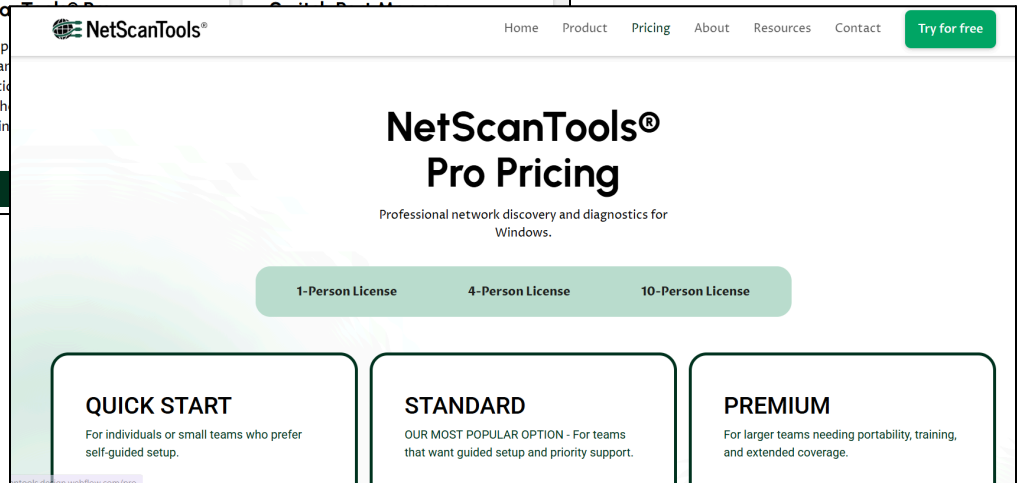 NetScanTools®
Home
Product
Pricing
About
Resources
Contact
Try for free
NetScanTools®
Pro Pricing
Professional network discovery and diagnostics for
Windows.
1-Person License
4-Person License
10-Person License
QUICK START
For individuals or small teams who prefer
self-guided setup.
STANDARD
OUR MOST POPULAR OPTION - For teams
that want guided setup and priority support.
PREMIUM
For larger teams needing portability, training,
and extended coverage.